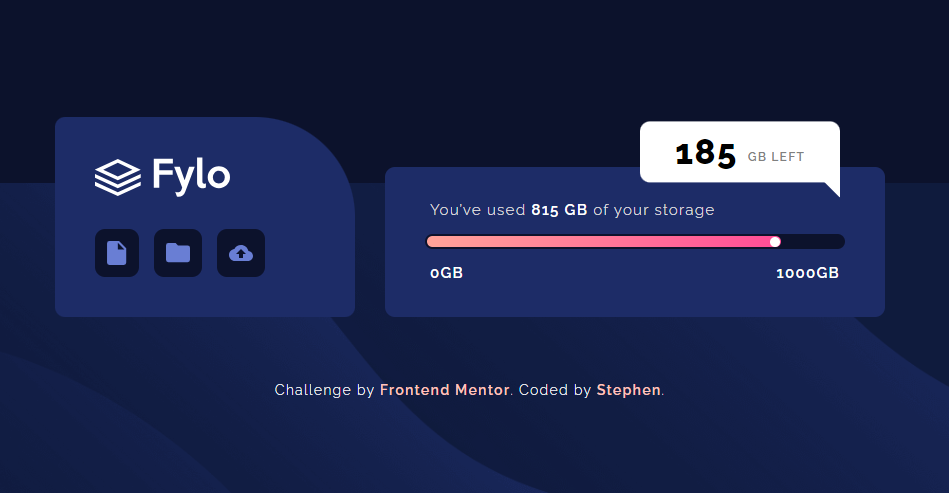 Fylo
185 GB LEFT
You've used 815 GB of your storage
0GB 1000GB
Challenge by Frontend Mentor. Coded by Stephen.